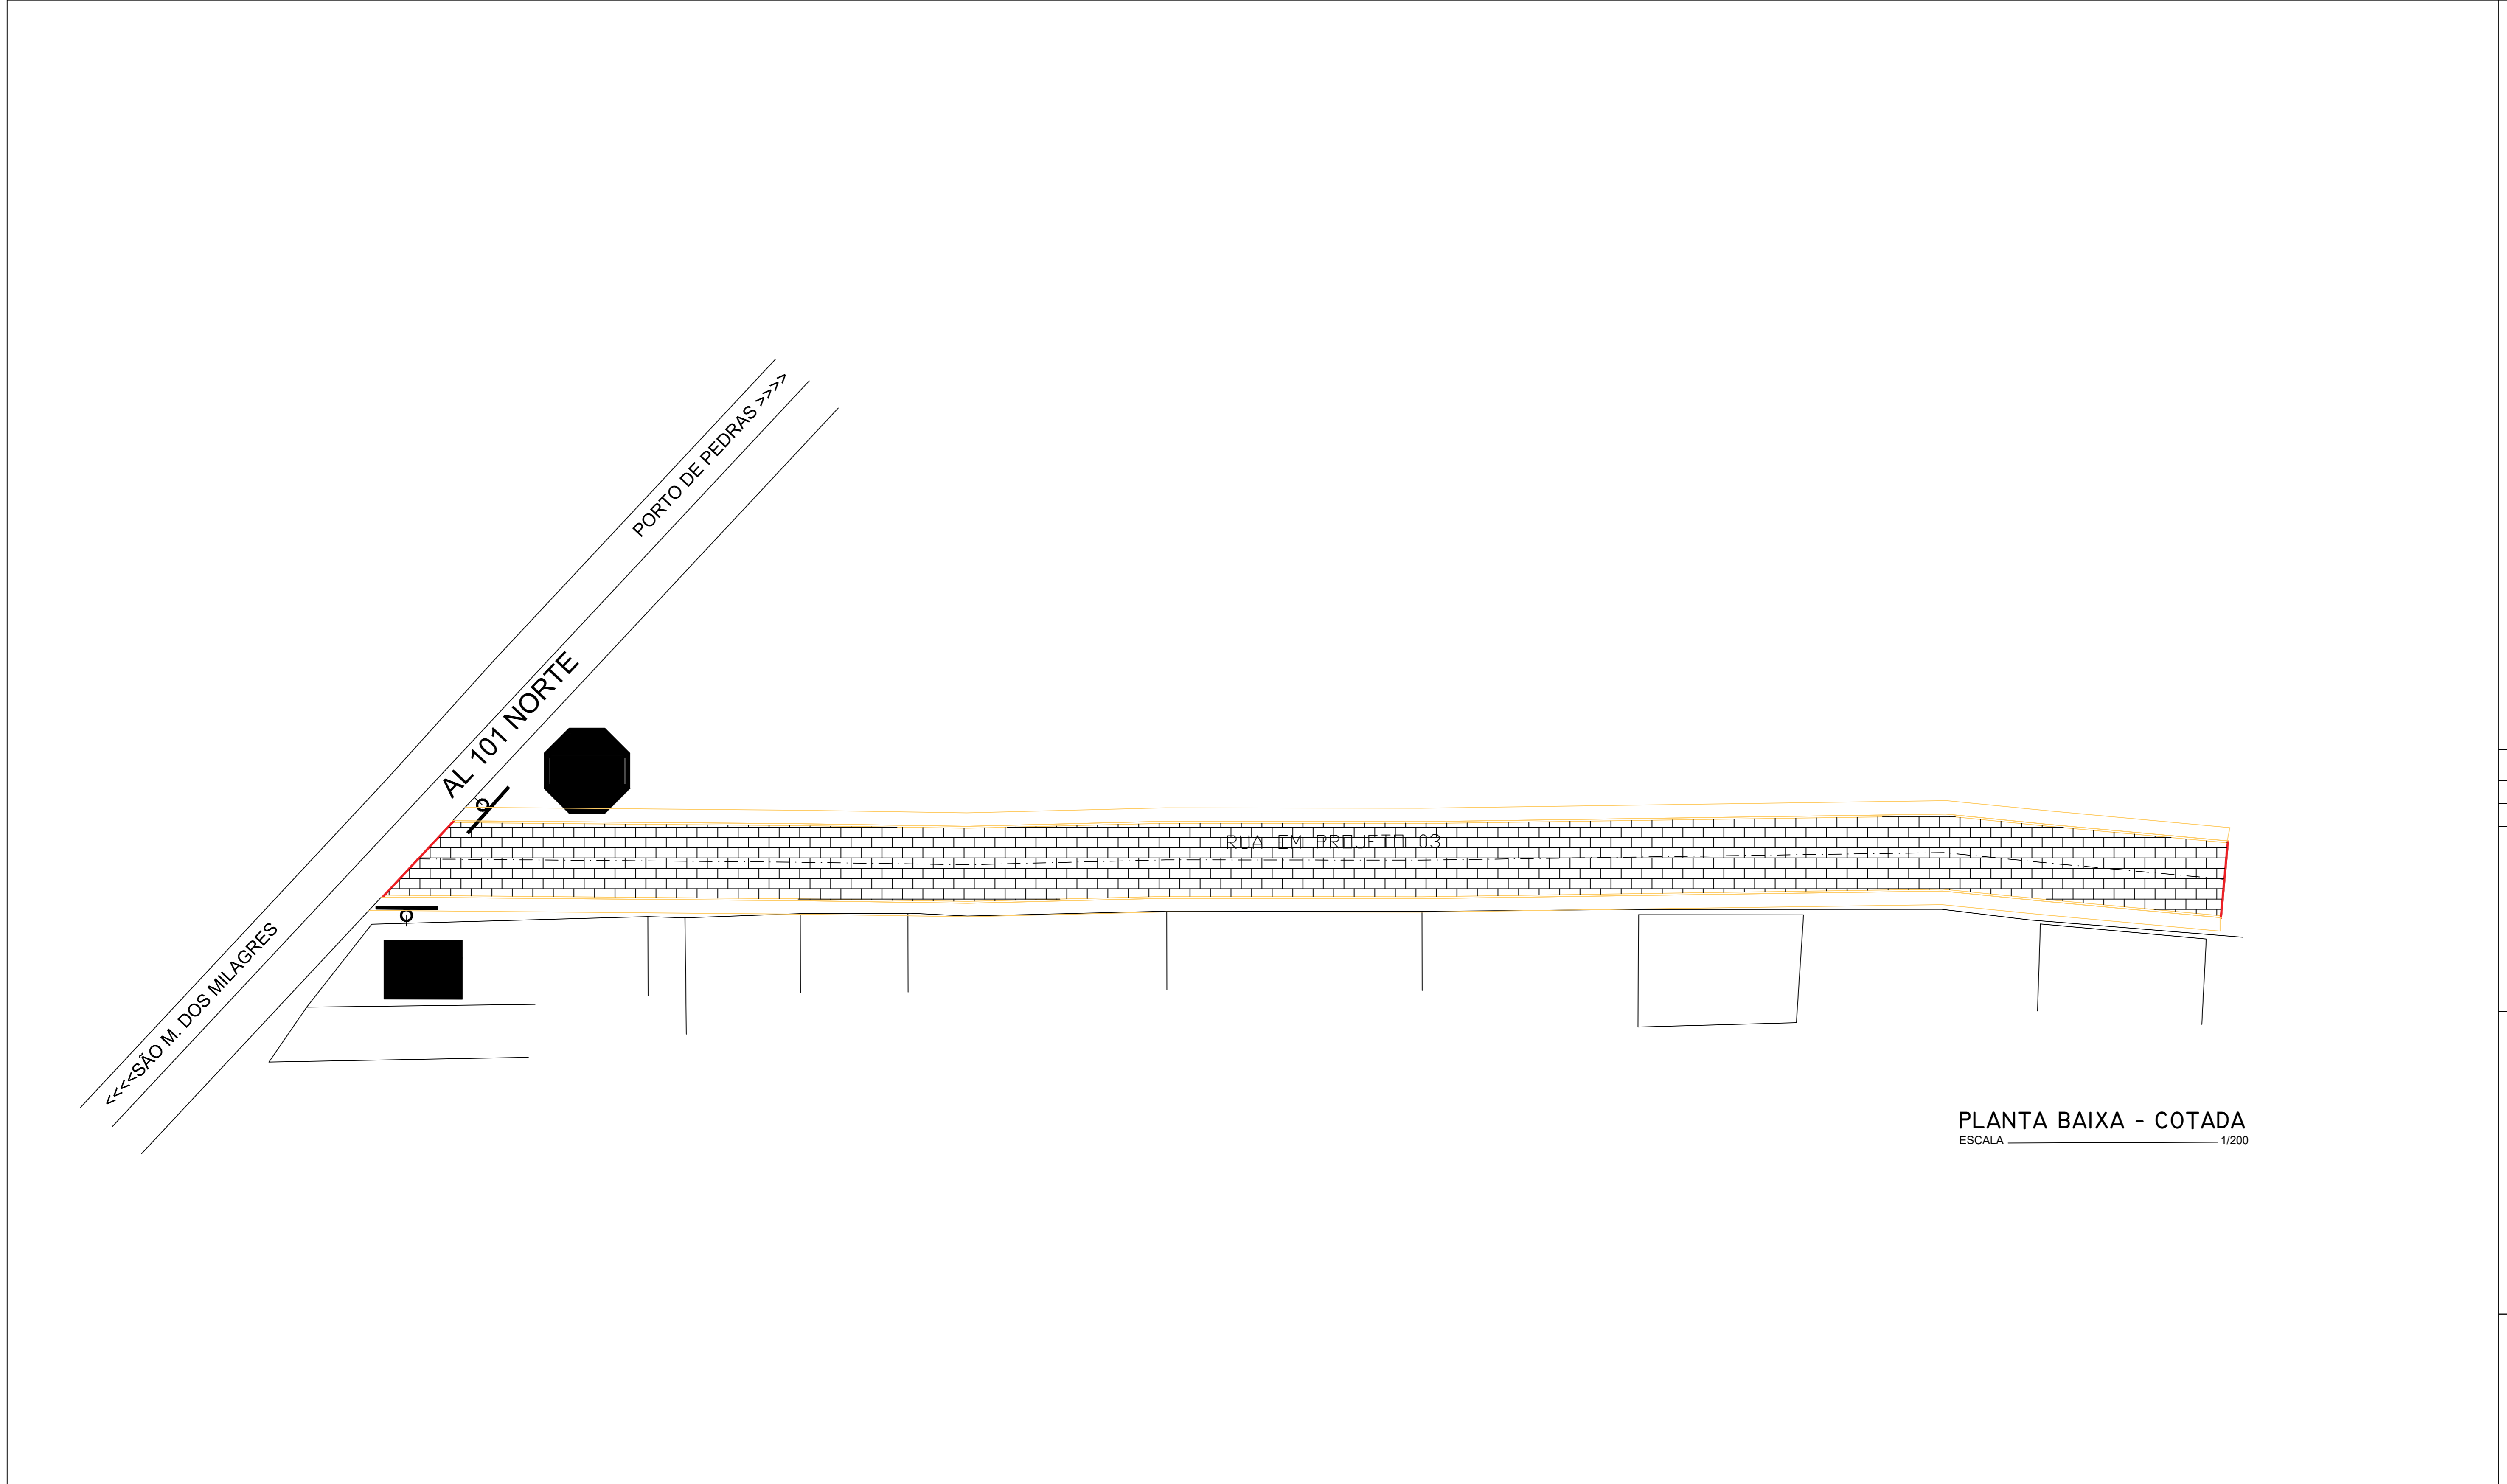 PORTO DE PEDRAS >>>>
AL 101 NORTE
RUA EM PROJETO 03
<<<<SÃO M. DOS MILAGRES
PLANTA BAIXA - COTADA
ESCALA 1/200